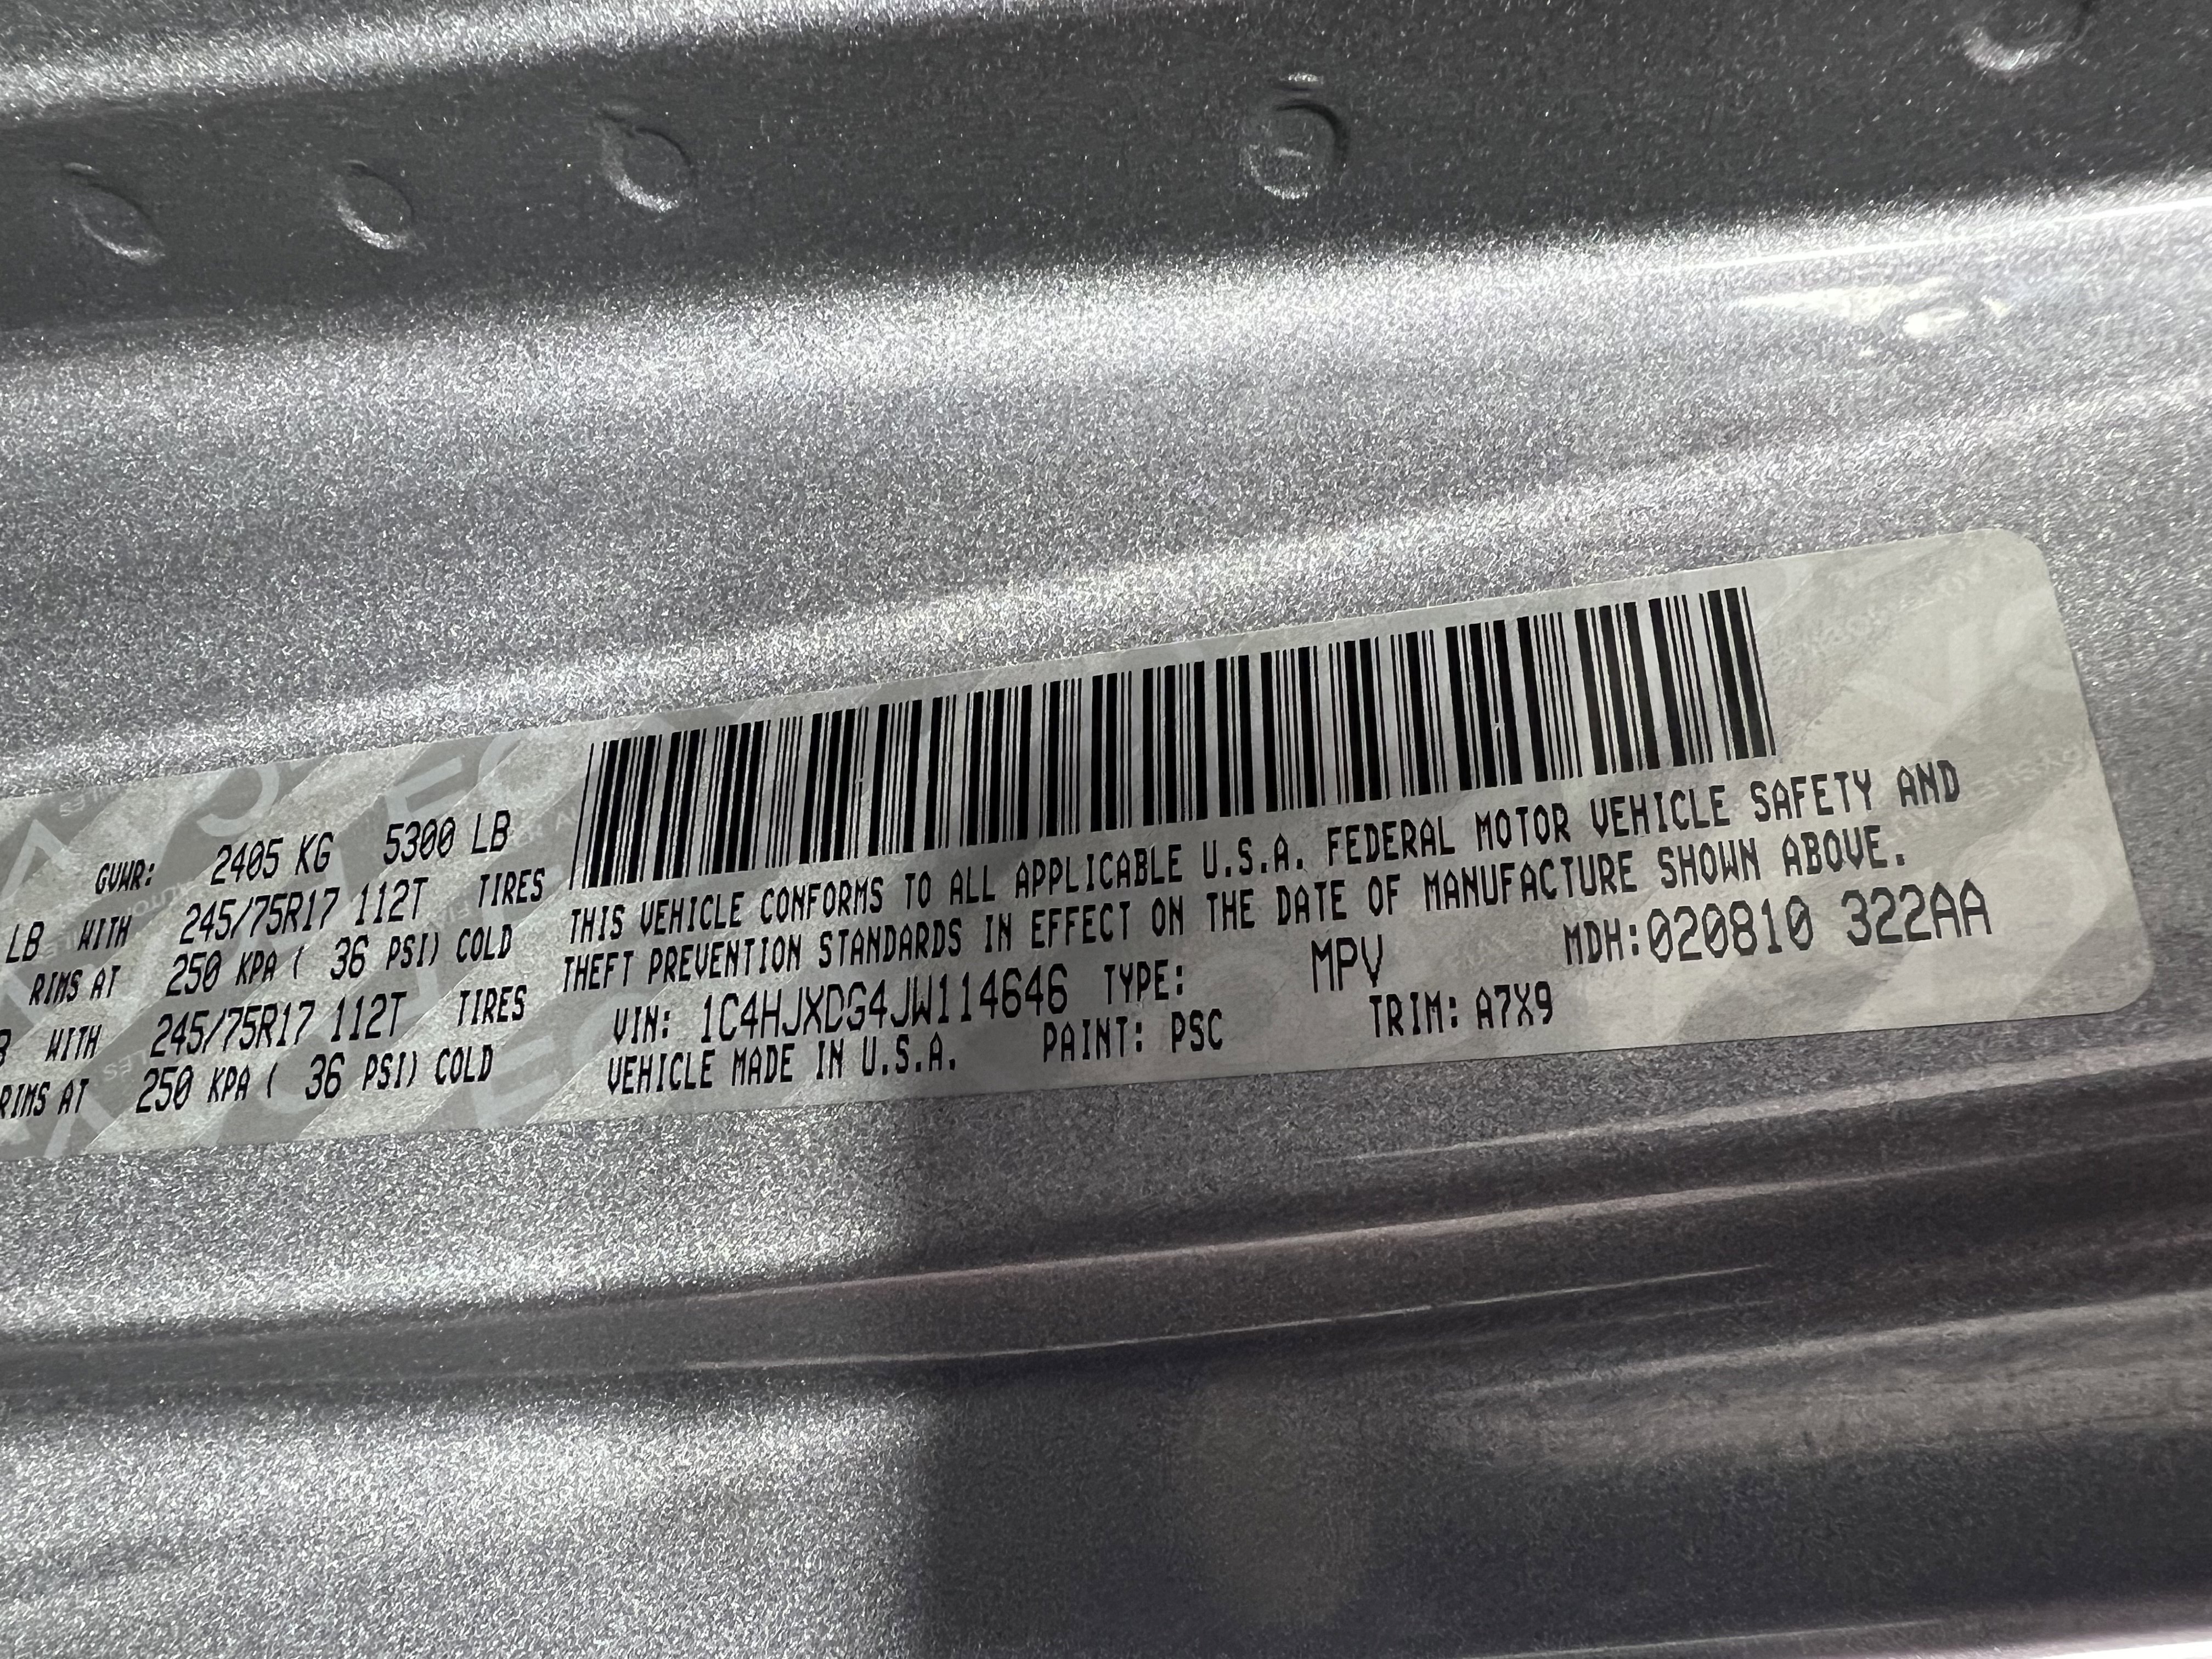 GVWR: 2405 KG 5300 LB
LB WITH 245/75R17 112T TIRES
RIMS AT 250 KPA ( 36 PSI) COLD
WITH 245/75R17 112T TIRES
RIMS AT 250 KPA ( 36 PSI) COLD
THIS VEHICLE CONFORMS TO ALL APPLICABLE U.S.A. FEDERAL MOTOR VEHICLE SAFETY AND
THEFT PREVENTION STANDARDS IN EFFECT ON THE DATE OF MANUFACTURE SHOWN ABOVE.
VIN: 1C4HJXDG4JW114646 TYPE: MPV MDH:020810 322AA
VEHICLE MADE IN U.S.A. PAINT: PSC TRIM: A7X9